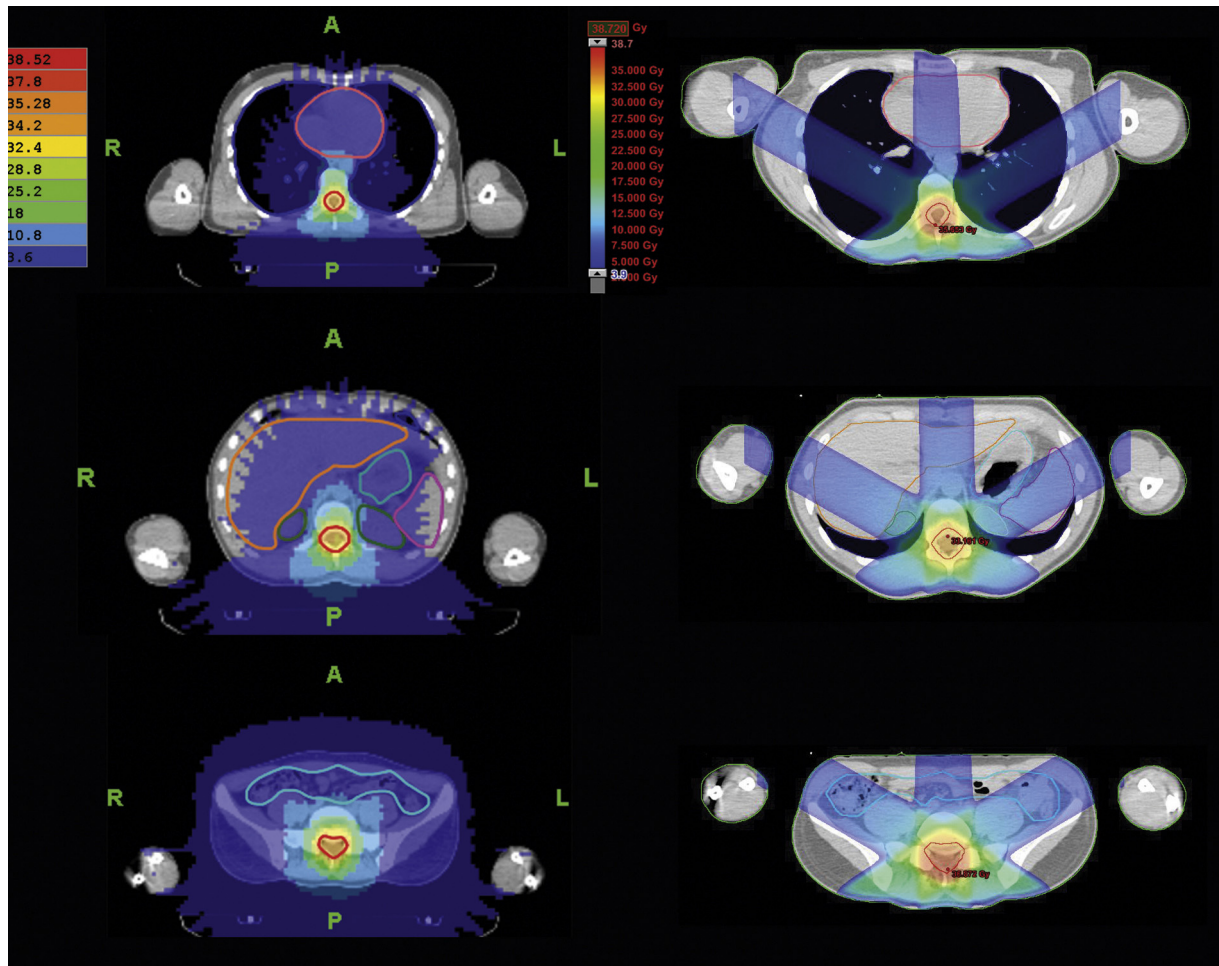 A
38.52
37.8
35.28
34.2
32.4
28.8
25.2
18
10.8
3.6
R
L
P
38.720 Gy
38.7
35.000 Gy
32.500 Gy
30.000 Gy
27.500 Gy
25.000 Gy
22.500 Gy
20.000 Gy
17.500 Gy
15.000 Gy
12.500 Gy
10.000 Gy
7.500 Gy
5.000 Gy
3.9
Gy
A
R
L
P
A
R
L
P